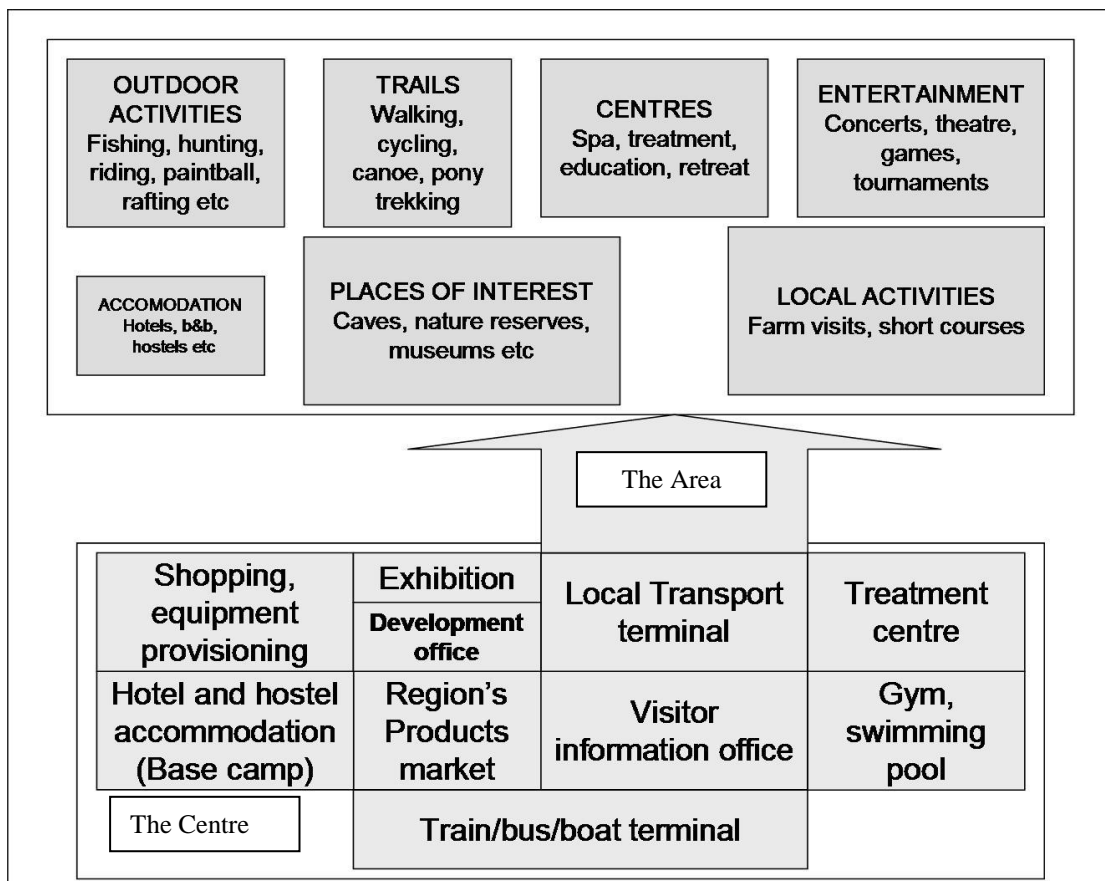 OUTDOOR
ACTIVITIES
Fishing, hunting,
riding, paintball,
rafting etc
TRAILS
Walking,
cycling,
canoe, pony
trekking
CENTRES
Spa, treatment,
education, retreat
ENTERTAINMENT
Concerts, theatre,
games,
tournaments
ACCOMODATION
Hotels, b&b,
hostels etc
PLACES OF INTEREST
Caves, nature reserves,
museums etc
LOCAL ACTIVITIES
Farm visits, short courses
The Area
Shopping,
equipment
provisioning
Exhibition
Development
office
Local Transport
terminal
Treatment
centre
Hotel and hostel
accommodation
(Base camp)
Region's
Products
market
Visitor
information office
Gym,
swimming
pool
The Centre
Train/bus/boat terminal